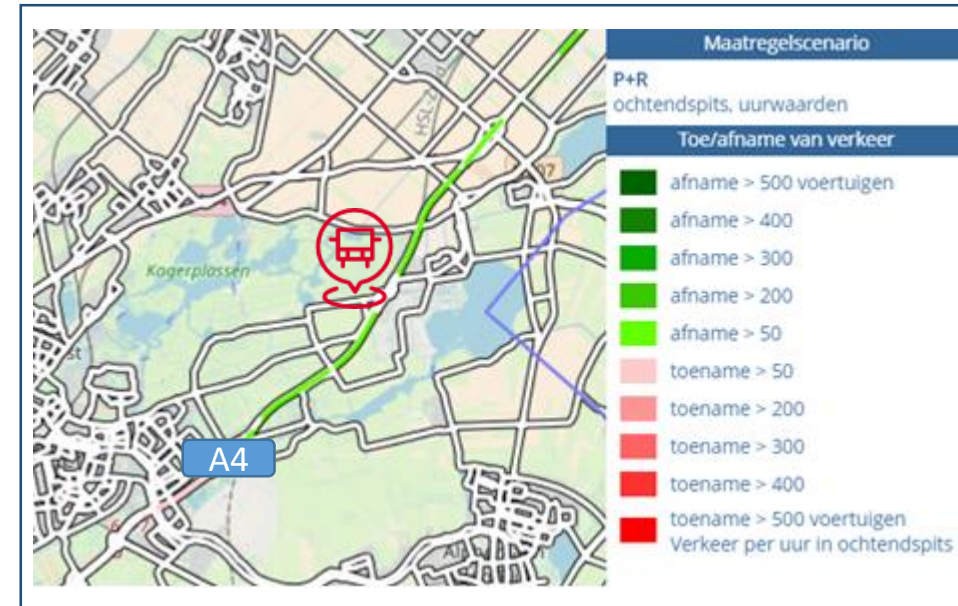 Maatregelscenario
P+R
ochtendspits, uurwaarden
Toe/afname van verkeer
afname > 500 voertuigen
afname > 400
afname > 300
afname > 200
afname > 50
toename > 50
toename > 200
toename > 300
toename > 400
toename > 500 voertuigen
Verkeer per uur in ochtendspits
Kagerplassen
A4